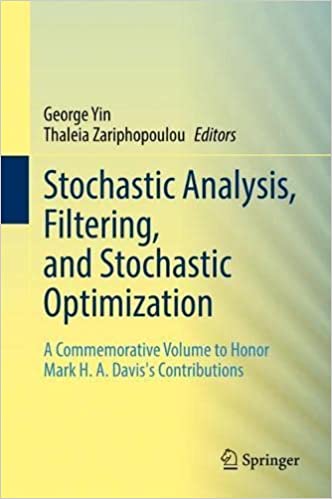 George Yin
Thaleia Zariphopoulou Editors
Stochastic Analysis,
Filtering,
and Stochastic
Optimization
A Commemorative Volume to Honor
Mark H. A. Davis's Contributions
Springer